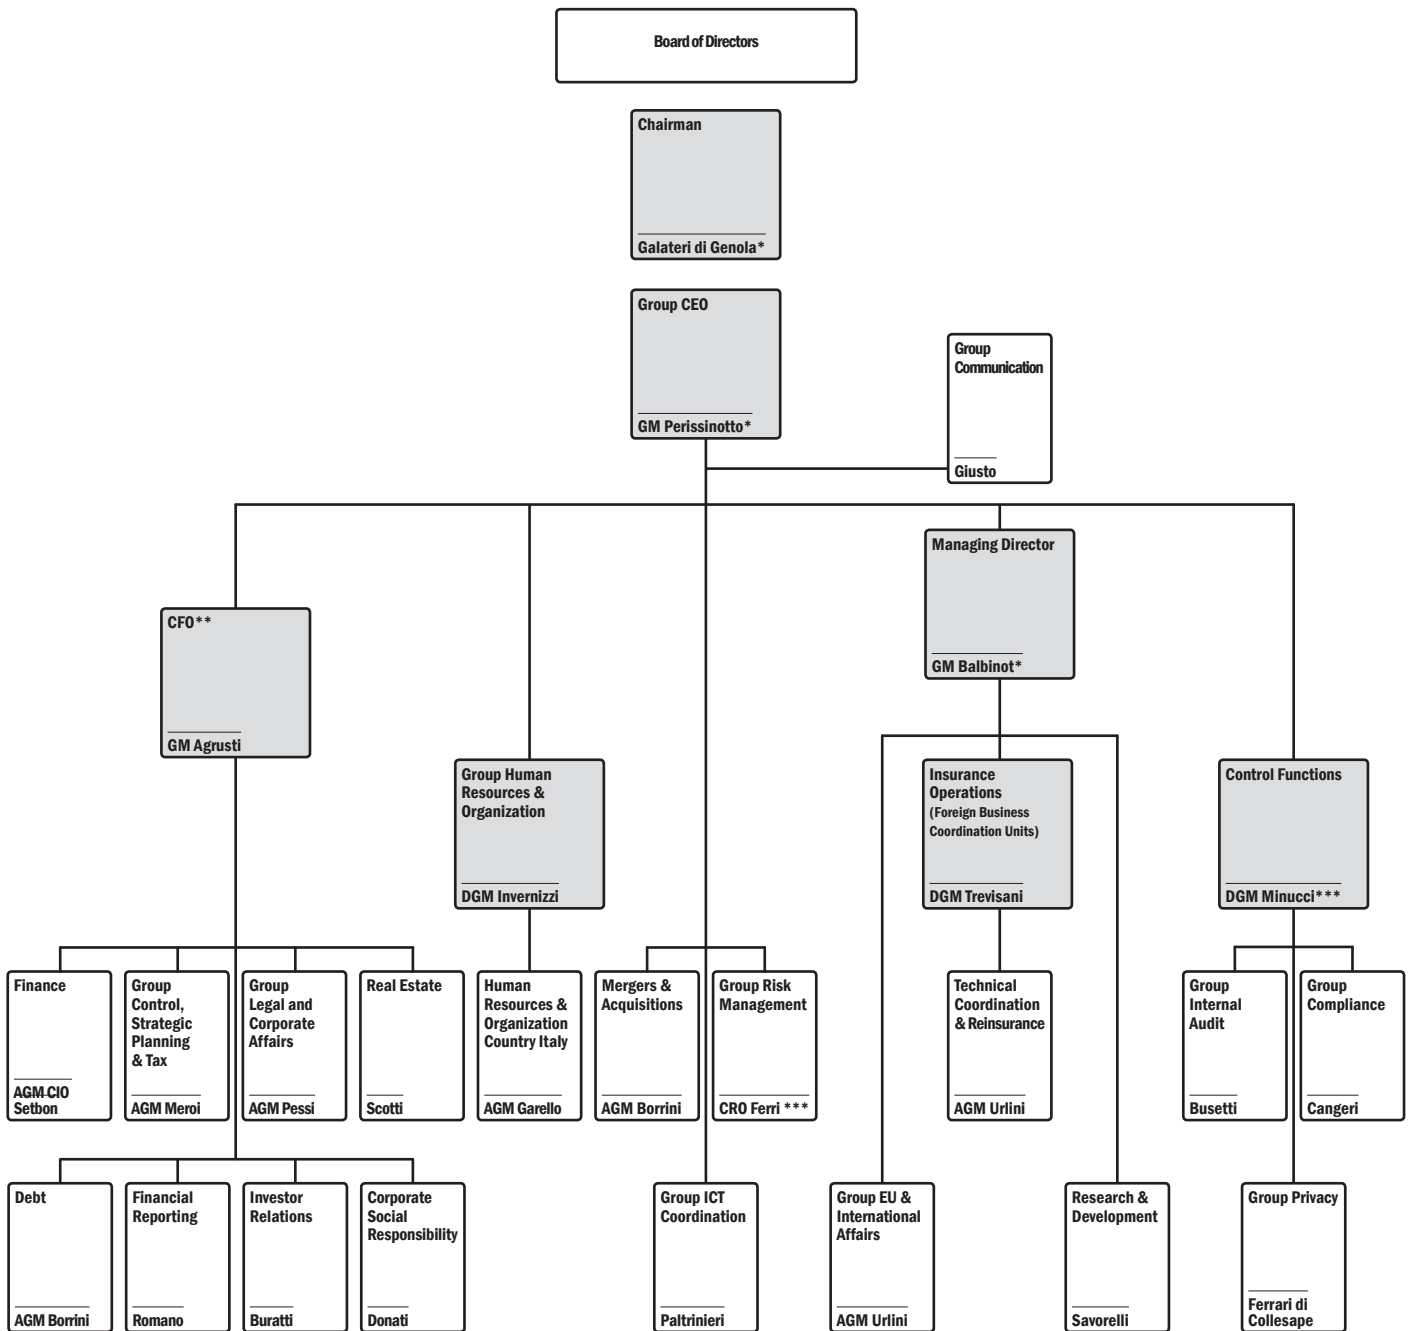 Board of Directors
Chairman
Galateri di Genola*
Group CEO
GM Perissinotto*
Group
Communication
Giusto
Managing Director
GM Balbinot*
CFO**
GM Agrusti
Group Human
Resources &
Organization
DGM Invernizzi
Insurance
Operations
(Foreign Business
Coordination Units)
DGM Trevisani
Control Functions
DGM Minucci***
Finance
AGM CIO
Setbon
Group
Control,
Strategic
Planning
& Tax
AGM Meroi
Group
Legal and
Corporate
Affairs
AGM Pessi
Real Estate
Scotti
Human
Resources &
Organization
Country Italy
AGM Garello
Mergers &
Acquisitions
AGM Borrini
Group Risk
Management
CRO Ferri ***
Technical
Coordination
& Reinsurance
AGM Urlini
Group
Internal
Audit
Busetti
Group
Compliance
Cangeri
Debt
AGM Borrini
Financial
Reporting
Romano
Investor
Relations
Buratti
Corporate
Social
Responsibility
Donati
Group ICT
Coordination
Paltrinieri
Group EU &
International
Affairs
AGM Urlini
Research &
Development
Savorelli
Group Privacy
Ferrari di
Collesape